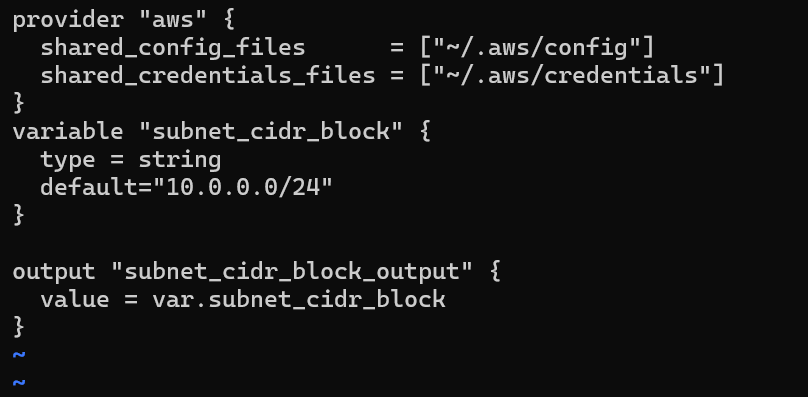 provider "aws" {
  shared_config_files      = ["~/.aws/config"]
  shared_credentials_files = ["~/.aws/credentials"]
}
variable "subnet_cidr_block" {
  type = string
  default="10.0.0.0/24"
}

output "subnet_cidr_block_output" {
  value = var.subnet_cidr_block
}
~
~